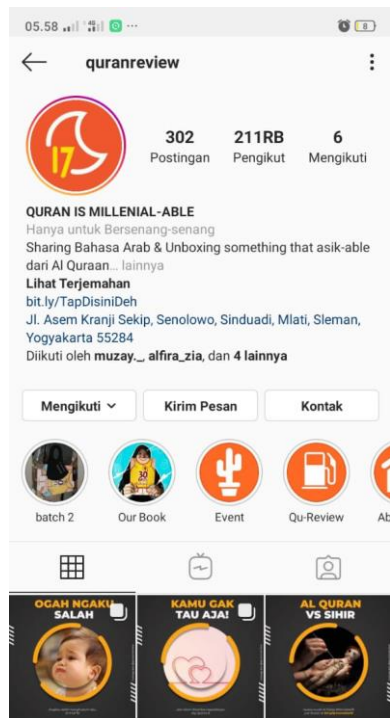 05.58
8
quranreview
17
302 211RB 6
Postingan Pengikut Mengikuti
QURAN IS MILLENIAL-ABLE
Hanya untuk Bersenang-senang
Sharing Bahasa Arab & Unboxing something that asik-able
dari Al Quraan... lainnya
Lihat Terjemahan
bit.ly/TapDisiniDeh
Jl. Asem Kranji Sekip, Senolowo, Sinduadi, Mlati, Sleman,
Yogyakarta 55284
Diikuti oleh muzay._, alfira_zia, dan 4 lainnya
Mengikuti Kirim Pesan Kontak
batch 2 Our Book Event Qu-Review Ab
OGAH NGAKU
SALAH
KAMU GAK
TAU AJA!
AL QURAN
VS SIHIR